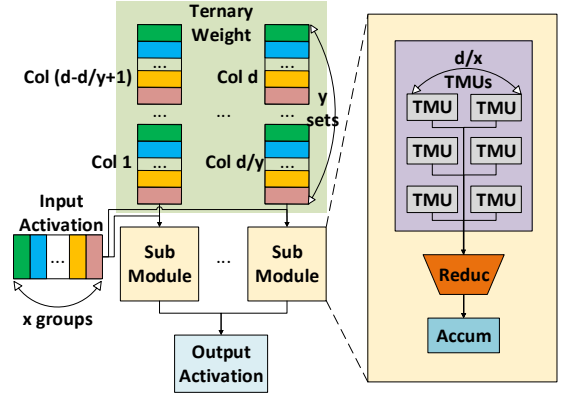 Ternary
Weight
Col (d-d/y+1)
...
Col d
...
...
...
y
sets
Col 1
...
Col d/y
...
Input
Activation
...
x groups
Sub
Module
...
Sub
Module
Output
Activation
d/x
TMUs
TMU
TMU
TMU
TMU
TMU
TMU
Reduc
Accum